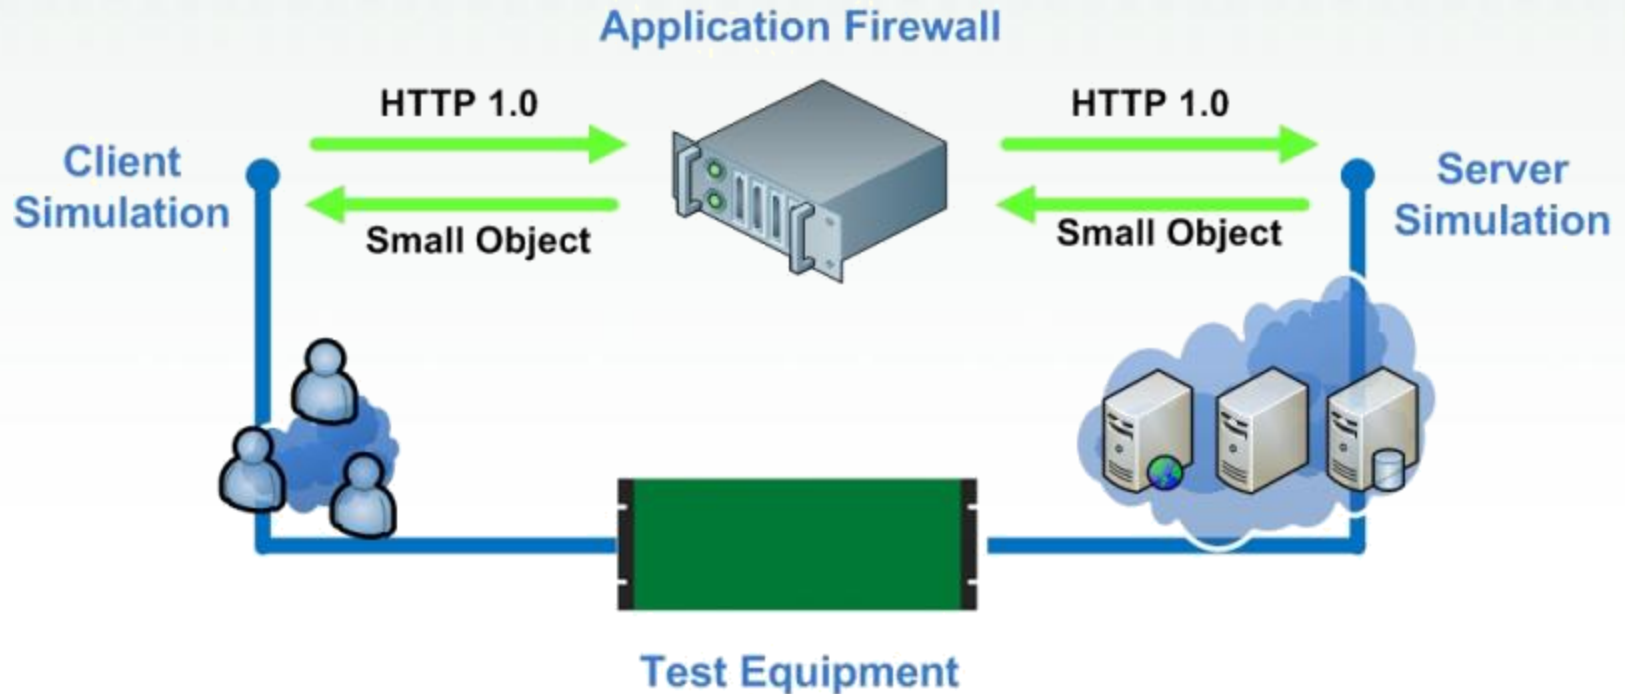 Application Firewall
HTTP 1.0
HTTP 1.0
Client
Simulation
Server
Simulation
Small Object
Small Object
Test Equipment